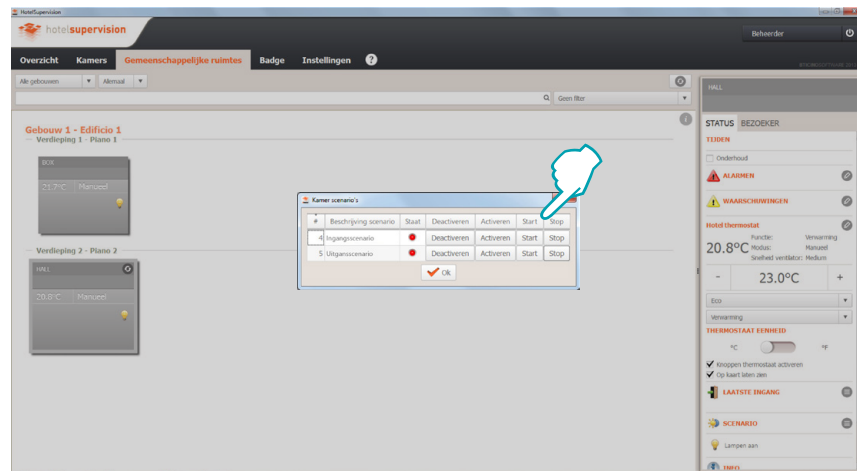 HotelSupervision
hotelsupervision
Beheerder
Overzicht Kamers Gemeenschappelijke ruimtes Badge Instellingen ?
Alle gebouwen Allemaal
Geen filter
HALL
Gebouw 1 - Edificio 1
Verdieping 1 - Piano 1
BOX
21.7°C Manueel
Verdieping 2 - Piano 2
HALL
20.8°C Manueel
Kamer scenario's
# Beschrijving scenario Staat Deactiveren Activeren Start Stop
4 Ingangsscenario Deactiveren Activeren Start Stop
5 Uitgansscenario Deactiveren Activeren Start Stop
Ok
STATUS BEZOEKER
TIJDEN
Onderhoud
ALARMEN
WAARSCHUWINGEN
Hotel thermostat
20.8°C
Functie: Verwarming
Modus: Manueel
Snelheid ventilator: Medium
- 23.0°C +
Eco
Verwarming
THERMOSTAAT EENHEID
°C °F
Knoppen thermostaat activeren
Op kaart laten zien
LAATSTE INGANG
SCENARIO
Lampen aan
INFO